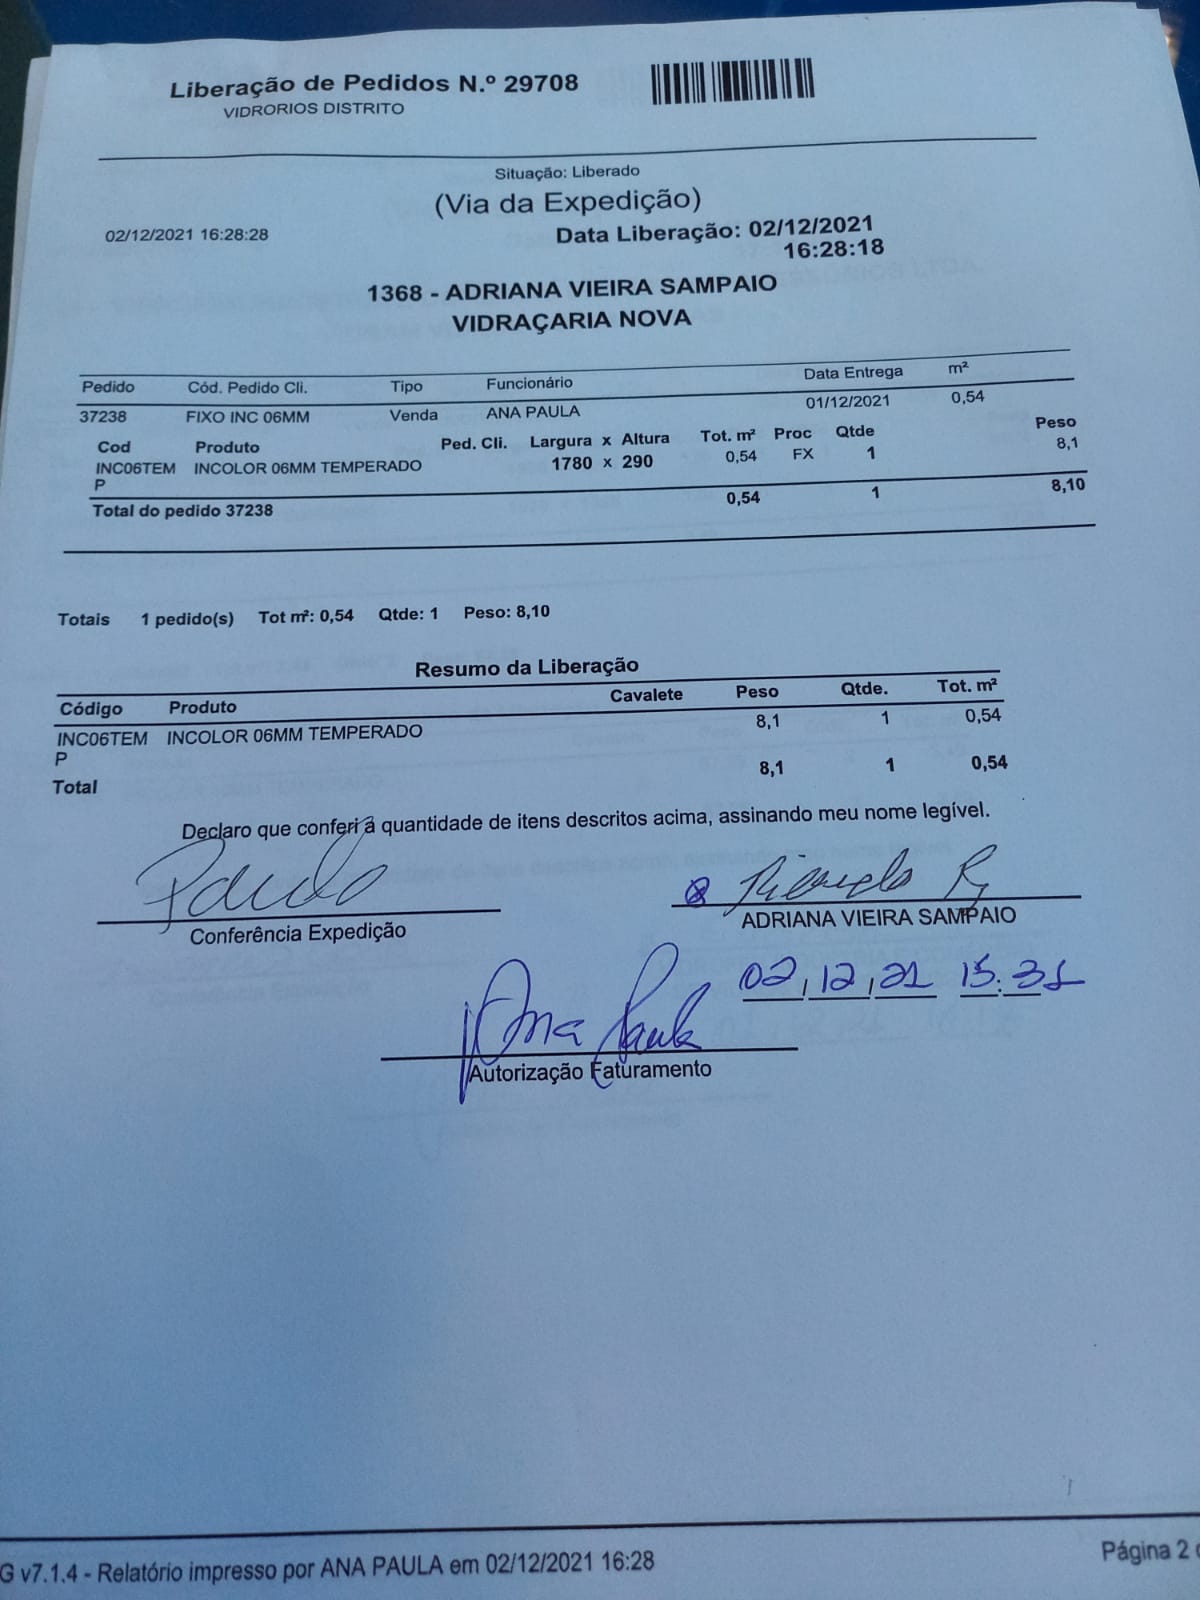 Liberação de Pedidos N.º 29708
VIDRORIOS DISTRITO
Situação: Liberado
(Via da Expedição)
02/12/2021 16:28:28
Data Liberação: 02/12/2021
16:28:18
1368 - ADRIANA VIEIRA SAMPAIO
VIDRAÇARIA NOVA
Pedido Cód. Pedido Cli. Tipo Funcionário Data Entrega m²
37238 FIXO INC 06MM Venda ANA PAULA 01/12/2021 0,54
Cod Produto Ped. Cli. Largura x Altura Tot. m² Proc Qtde Peso
INC06TEM INCOLOR 06MM TEMPERADO 1780 x 290 0,54 FX 1 8,1
P
Total do pedido 37238 0,54 1 8,10
Totais 1 pedido(s) Tot m²: 0,54 Qtde: 1 Peso: 8,10
Resumo da Liberação
Código Produto Cavalete Peso Qtde. Tot. m²
INC06TEM INCOLOR 06MM TEMPERADO 8,1 1 0,54
P
Total 8,1 1 0,54
Declaro que conferi a quantidade de itens descritos acima, assinando meu nome legível.
Paulo
Conferência Expedição
ADRIANA VIEIRA SAMPAIO
02,12,21 15:31
Ana Paula
Autorização Faturamento
G v7.1.4 - Relatório impresso por ANA PAULA em 02/12/2021 16:28
Página 2